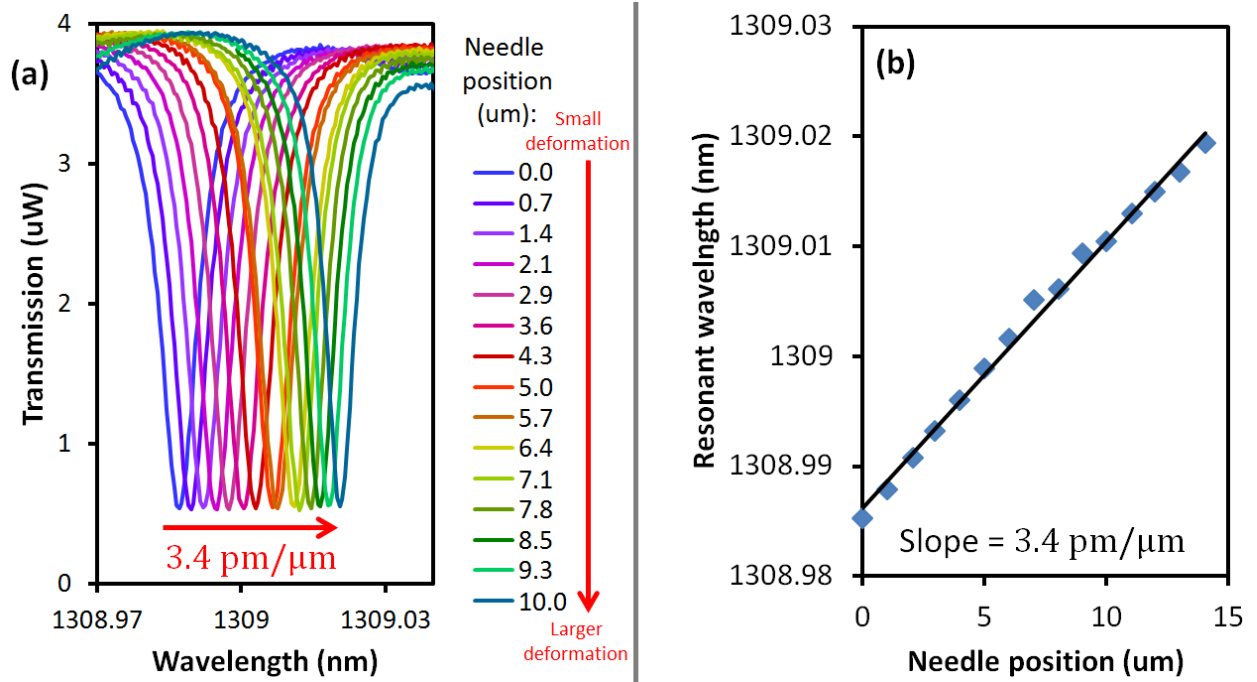 (a)
4
3
2
1
0
Transmission (uW)
1308.97
1309
1309.03
Wavelength (nm)
3.4 pm/µm
Needle
position
(um):
Small
deformation
0.0
0.7
1.4
2.1
2.9
3.6
4.3
5.0
5.7
6.4
7.1
7.8
8.5
9.3
10.0
Larger
deformation
(b)
1309.03
1309.02
1309.01
1309
1308.99
1308.98
Resonant wavelngth (nm)
Slope = 3.4 pm/µm
0
5
10
15
Needle position (um)